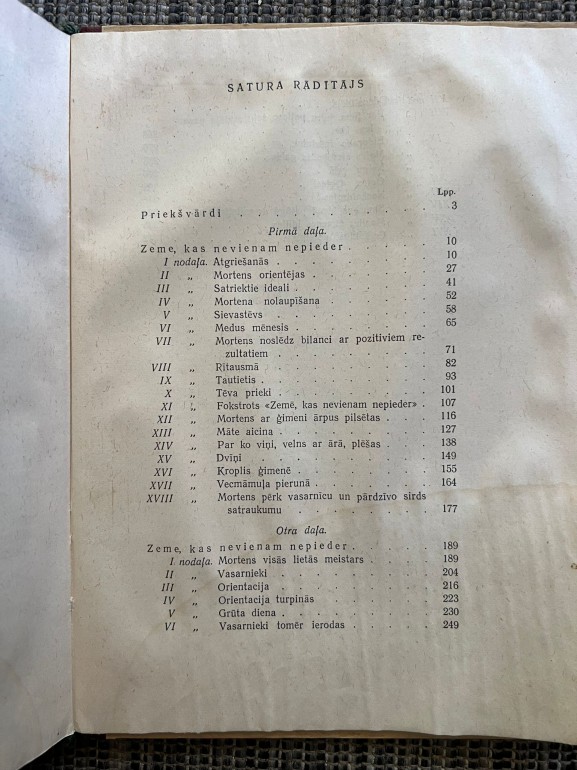 SATURA RĀDĪTĀJS
Lpp.
Priekšvārdi . . . . . . . . . . . 3
Pirmā daļa.
Zeme, kas nevienam nepieder . . . . . 10
I nodaļa. Atgriešanās . . . . . . . . 10
II „ Mortens orientējas . . . . . . 27
III „ Satriektie ideali . . . . . . . 41
IV „ Mortena nolaupīšana . . . . . 52
V „ Sievastēvs . . . . . . . . 58
VI „ Medus mēnesis . . . . . . . 65
VII „ Mortens noslēdz bilanci ar pozitiviem re-
zultatiem . . . . . . . . 71
VIII „ Rītausmā . . . . . . . . 82
IX „ Tautietis . . . . . . . . . 93
X „ Tēva prieki . . . . . . . . 101
XI „ Fokstrots «Zemē, kas nevienam nepieder» . 107
XII „ Mortens ar ģimeni ārpus pilsētas . . . 116
XIII „ Māte aicina . . . . . . . . 127
XIV „ Par ko viņi, velns ar ārā, plēšas . . . 138
XV „ Dvīņi . . . . . . . . . 149
XVI „ Kroplis ģimenē . . . . . . . 155
XVII „ Vecmāmuļa pierunā . . . . . . 164
XVIII „ Mortens pērk vasarnīcu un pārdzīvo sirds
satraukumu . . . . . . . 177
Otra daļa.
Zeme, kas nevienam nepieder . . . . . 189
I nodaļa. Mortens visās lietās meistars . . . . 189
II „ Vasarnieki . . . . . . . . 204
III „ Orientacija . . . . . . . . 216
IV „ Orientacija turpinās . . . . . . 223
V „ Grūta diena . . . . . . . . 230
VI „ Vasarnieki tomēr ierodas . . . . . 249